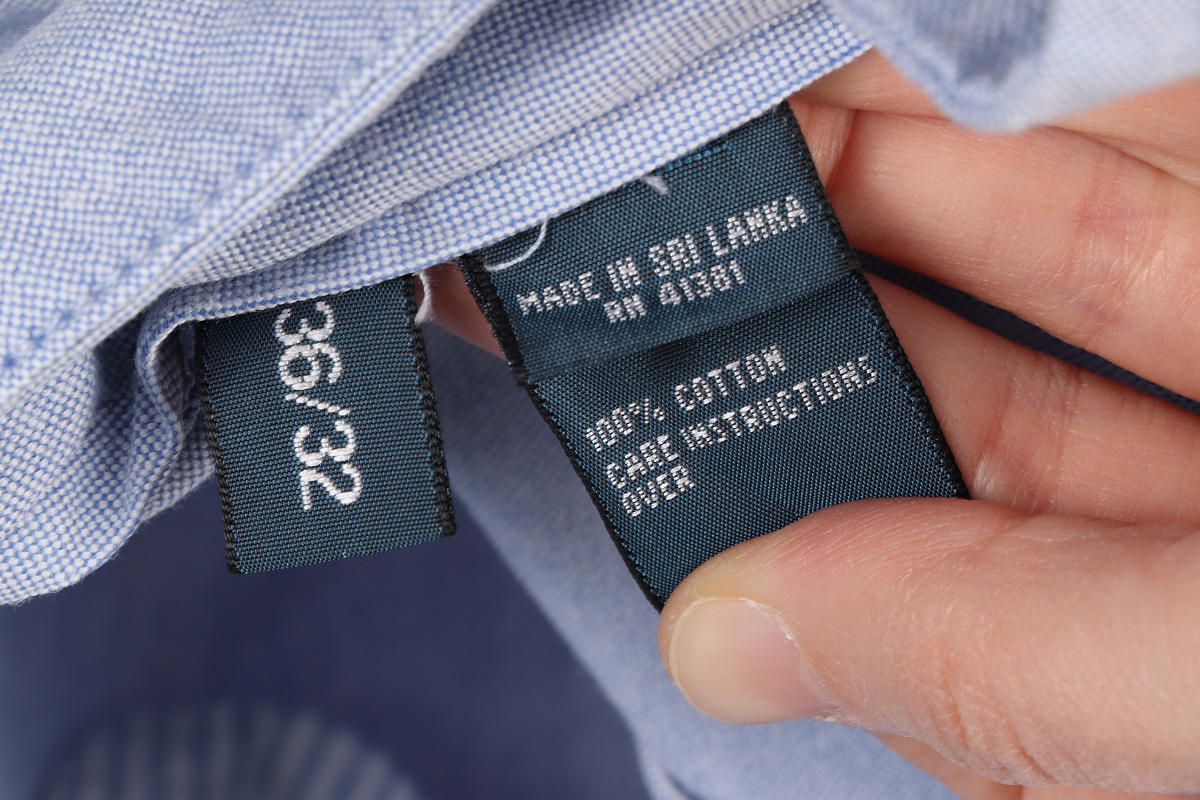 36/32
MADE IN SRI LANKA
RN 41381
100% COTTON
CARE INSTRUCTIONS
OVER